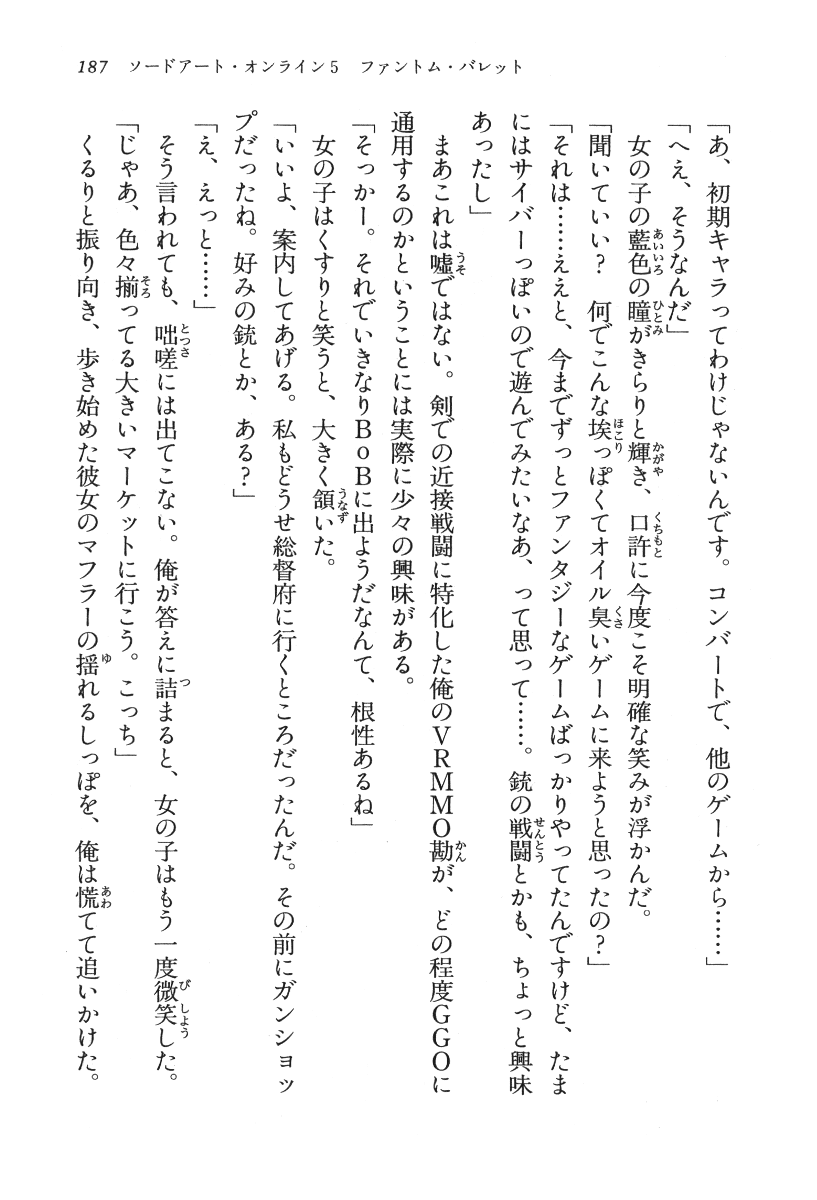 187　ソードアート・オンライン5　ファントム・バレット
「あ、初期キャラってわけじゃないんです。コンバートで、他のゲームから……」
「へえ、そうなんだ」
　女の子の藍色の瞳がきらりと輝き、口許に今度こそ明確な笑みが浮かんだ。
「聞いていい？　何でこんな埃っぽくてオイル臭いゲームに来ようと思ったの？」
「それは……ええと、今までずっとファンタジーなゲームばっかりやってたんですけど、たま
にはサイバーっぽいので遊んでみたいなあ、って思って……。銃の戦闘とかも、ちょっと興味
あったし」
　まあこれは嘘ではない。剣での近接戦闘に特化した俺のＶＲＭＭＯ勘が、どの程度ＧＧＯに
通用するのかということには実際に少々の興味がある。
「そっかー。それでいきなりＢｏＢに出ようだなんて、根性あるね」
　女の子はくすりと笑うと、大きく頷いた。
「いいよ、案内してあげる。私もどうせ総督府に行くところだったんだ。その前にガンショッ
プだったね。好みの銃とか、ある？」
「え、えっと……」
　そう言われても、咄嗟には出てこない。俺が答えに詰まると、女の子はもう一度微笑した。
「じゃあ、色々揃ってる大きいマーケットに行こう。こっち」
　くるりと振り向き、歩き始めた彼女のマフラーの揺れるしっぽを、俺は慌てて追いかけた。